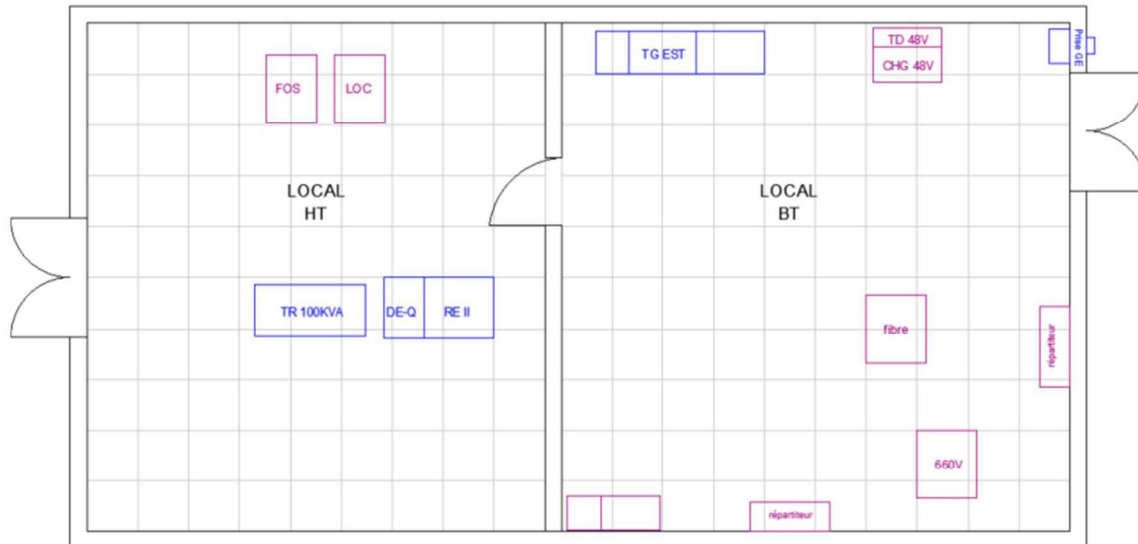 TG EST
TD 48V
CHG 48V
Prise GE
FOS
LOC
LOCAL
HT
LOCAL
BT
TR 100KVA
DE-Q
RE II
fibre
répartiteur
660V
répartiteur